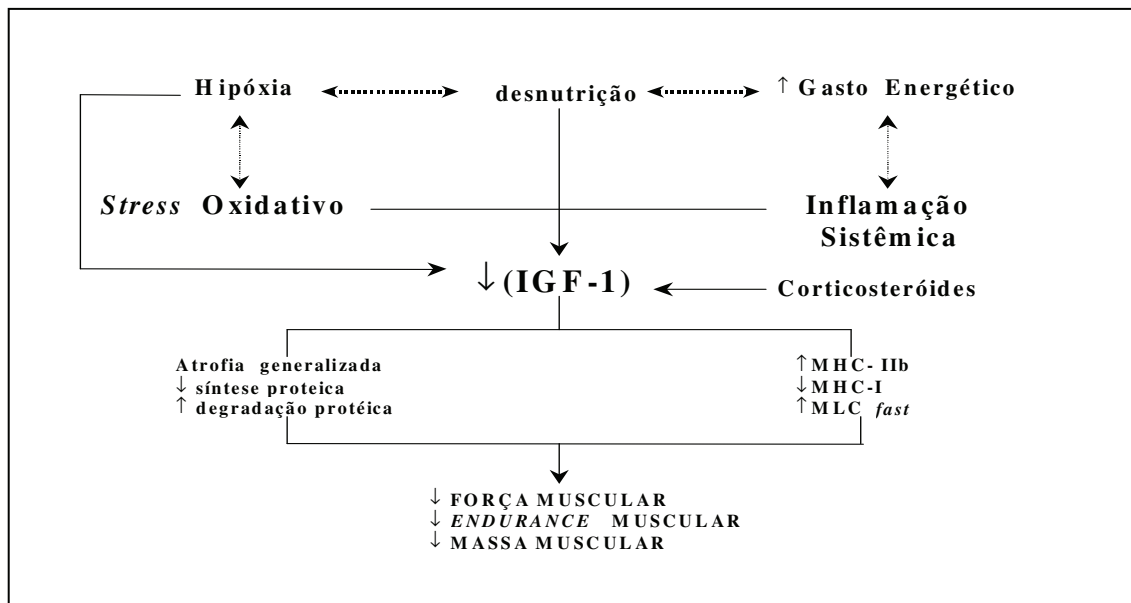 Hipóxia
desnutrição
↑ Gasto Energético
Stress Oxidativo
Inflamação
Sistêmica
↓ (IGF-1)
Corticosteróides
Atrofia generalizada
↓ síntese proteica
↑ degradação protéica
↑ MHC- IIb
↓ MHC-I
↑ MLC fast
↓ FORÇA MUSCULAR
↓ ENDURANCE MUSCULAR
↓ MASSA MUSCULAR